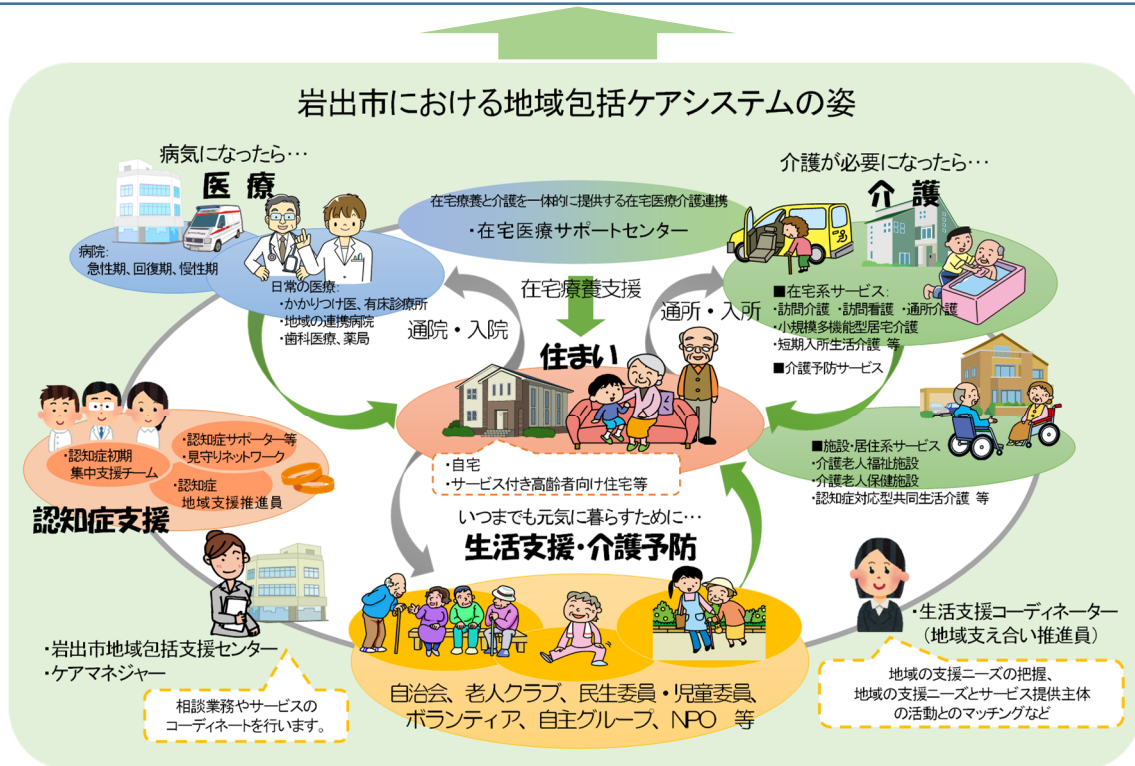 岩出市における地域包括ケアシステムの姿
病気になったら…
医 療
病院:
急性期、回復期、慢性期
日常の医療:
・かかりつけ医、有床診療所
・地域の連携病院
・歯科医療、薬局
在宅療養と介護を一体的に提供する在宅医療介護連携
・在宅医療サポートセンター
在宅療養支援
通院・入院
通所・入所
介護が必要になったら…
介 護
■在宅系サービス:
・訪問介護 ・訪問看護 ・通所介護
・小規模多機能型居宅介護
・短期入所生活介護 等
■介護予防サービス
住まい
・自宅
・サービス付き高齢者向け住宅等
■施設・居住系サービス
・介護老人福祉施設
・介護老人保健施設
・認知症対応型共同生活介護 等
・認知症サポーター等
・見守りネットワーク
・認知症初期
集中支援チーム
・認知症
地域支援推進員
認知症支援
いつまでも元気に暮らすために…
生活支援・介護予防
自治会、老人クラブ、民生委員・児童委員、
ボランティア、自主グループ、NPO 等
・岩出市地域包括支援センター
・ケアマネジャー
相談業務やサービスの
コーディネートを行います。
・生活支援コーディネーター
(地域支え合い推進員)
地域の支援ニーズの把握、
地域の支援ニーズとサービス提供主体
の活動とのマッチングなど